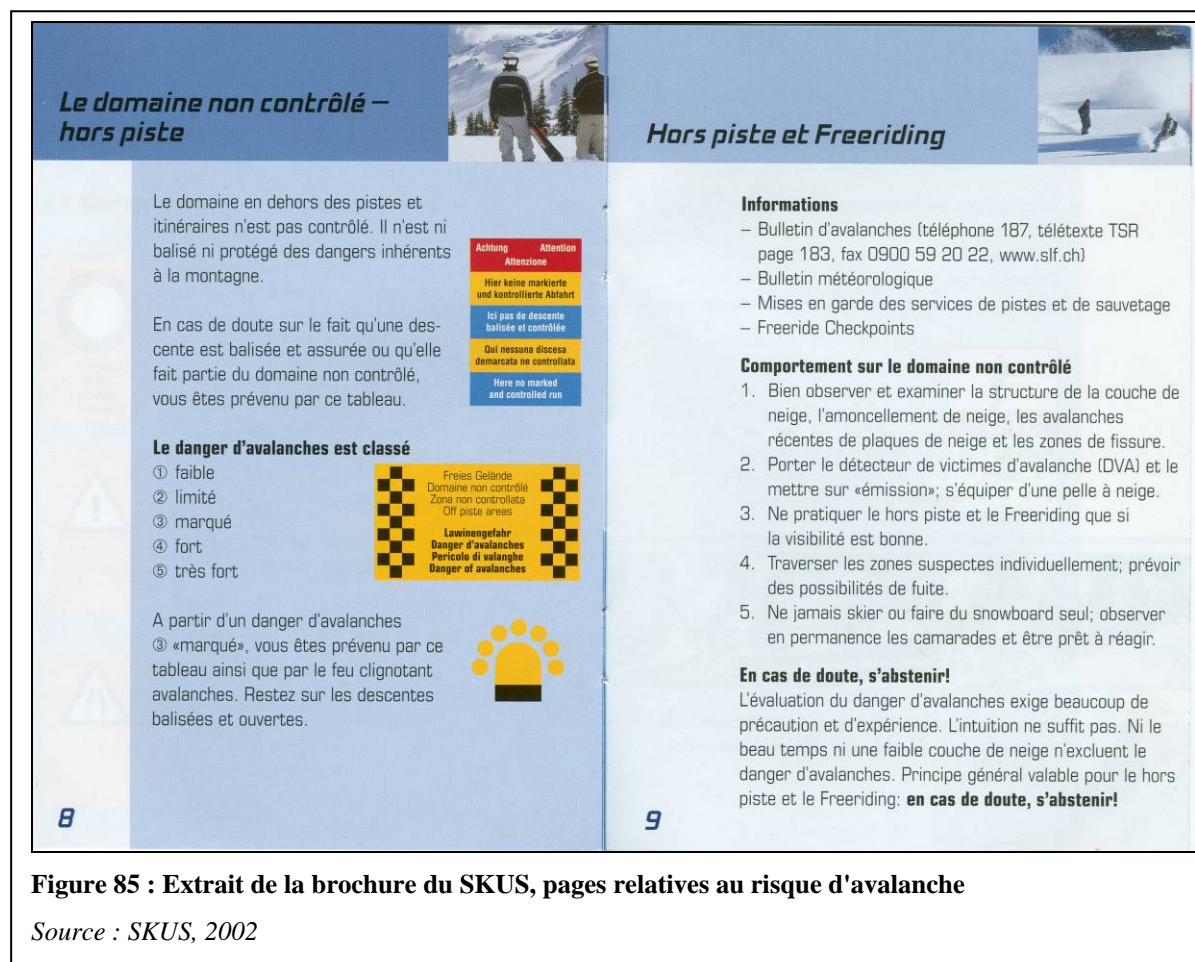 Le domaine non contrôlé –
hors piste
Le domaine en dehors des pistes et
itinéraires n'est pas contrôlé. Il n'est ni
balisé ni protégé des dangers inhérents
à la montagne.
En cas de doute sur le fait qu'une des-
cente est balisée et assurée ou qu'elle
fait partie du domaine non contrôlé,
vous êtes prévenu par ce tableau.
Achtung Attention
Attenzione
Hier keine markierte
und kontrollierte Abfahrt
Ici pas de descente
balisée et contrôlée
Qui nessuna discesa
demarcata ne controllata
Here no marked
and controlled run
Le danger d'avalanches est classé
① faible
② limité
③ marqué
④ fort
⑤ très fort
Freies Gelände
Domaine non contrôlé
Zona non controllata
Off piste areas
Lawinengefahr
Danger d'avalanches
Pericolo di valanghe
Danger of avalanches
A partir d'un danger d'avalanches
③ «marqué», vous êtes prévenu par ce
tableau ainsi que par le feu clignotant
avalanches. Restez sur les descentes
balisées et ouvertes.
8
Hors piste et Freeriding
Informations
– Bulletin d'avalanches (téléphone 187, télétexte TSR
page 183, fax 0900 59 20 22, www.slf.ch)
– Bulletin météorologique
– Mises en garde des services de pistes et de sauvetage
– Freeride Checkpoints
Comportement sur le domaine non contrôlé
1. Bien observer et examiner la structure de la couche de
neige, l'amoncellement de neige, les avalanches
récentes de plaques de neige et les zones de fissure.
2. Porter le détecteur de victimes d'avalanche (DVA) et le
mettre sur «émission»; s'équiper d'une pelle à neige.
3. Ne pratiquer le hors piste et le Freeriding que si
la visibilité est bonne.
4. Traverser les zones suspectes individuellement; prévoir
des possibilités de fuite.
5. Ne jamais skier ou faire du snowboard seul; observer
en permanence les camarades et être prêt à réagir.
En cas de doute, s'abstenir!
L'évaluation du danger d'avalanches exige beaucoup de
précaution et d'expérience. L'intuition ne suffit pas. Ni le
beau temps ni une faible couche de neige n'excluent le
danger d'avalanches. Principe général valable pour le hors
piste et le Freeriding: en cas de doute, s'abstenir!
9
Figure 85 : Extrait de la brochure du SKUS, pages relatives au risque d'avalanche
Source : SKUS, 2002